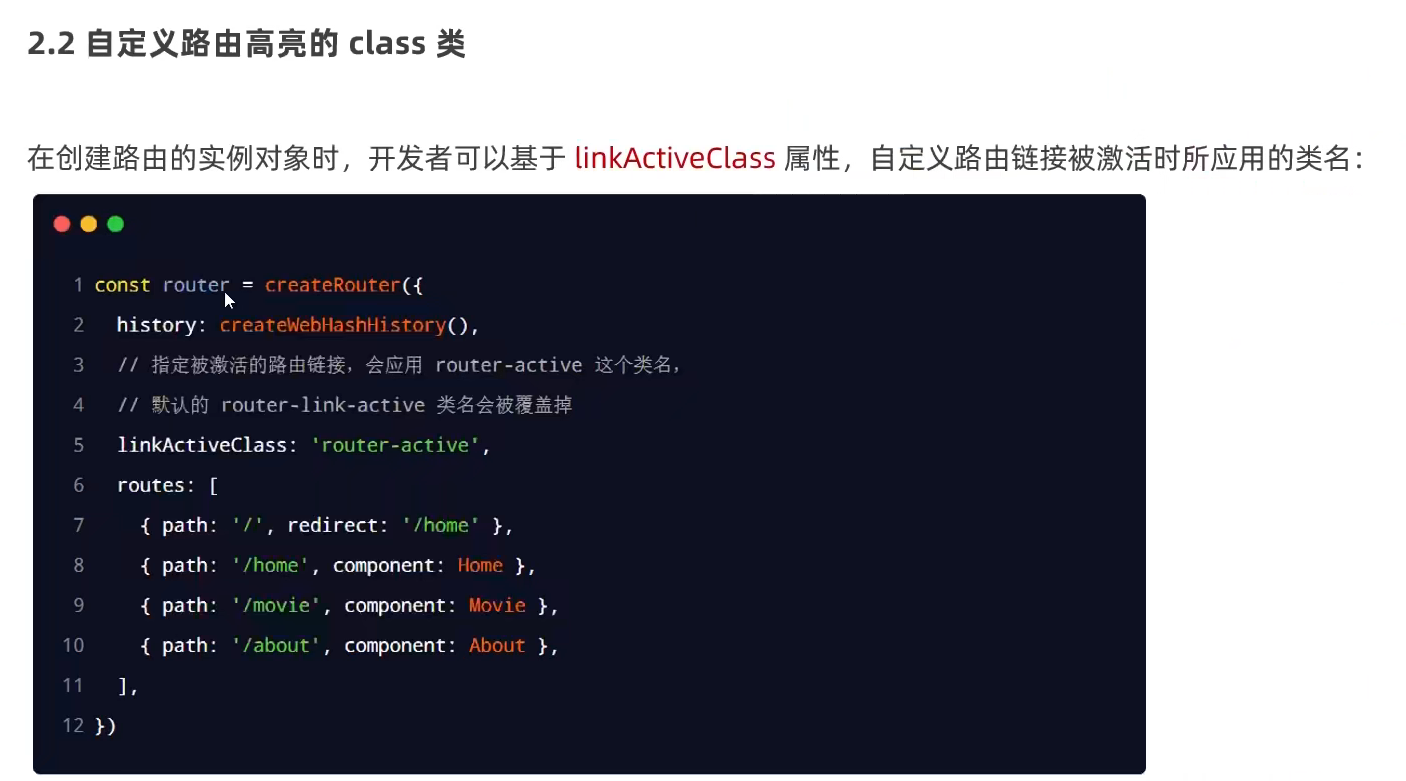 2.2 自定义路由高亮的 class 类
在创建路由的实例对象时，开发者可以基于 linkActiveClass 属性，自定义路由链接被激活时所应用的类名：
1 const router = createRouter({
2   history: createWebHashHistory(),
3   // 指定被激活的路由链接，会应用 router-active 这个类名，
4   // 默认的 router-link-active 类名会被覆盖掉
5   linkActiveClass: 'router-active',
6   routes: [
7     { path: '/', redirect: '/home' },
8     { path: '/home', component: Home },
9     { path: '/movie', component: Movie },
10     { path: '/about', component: About },
11   ],
12 })